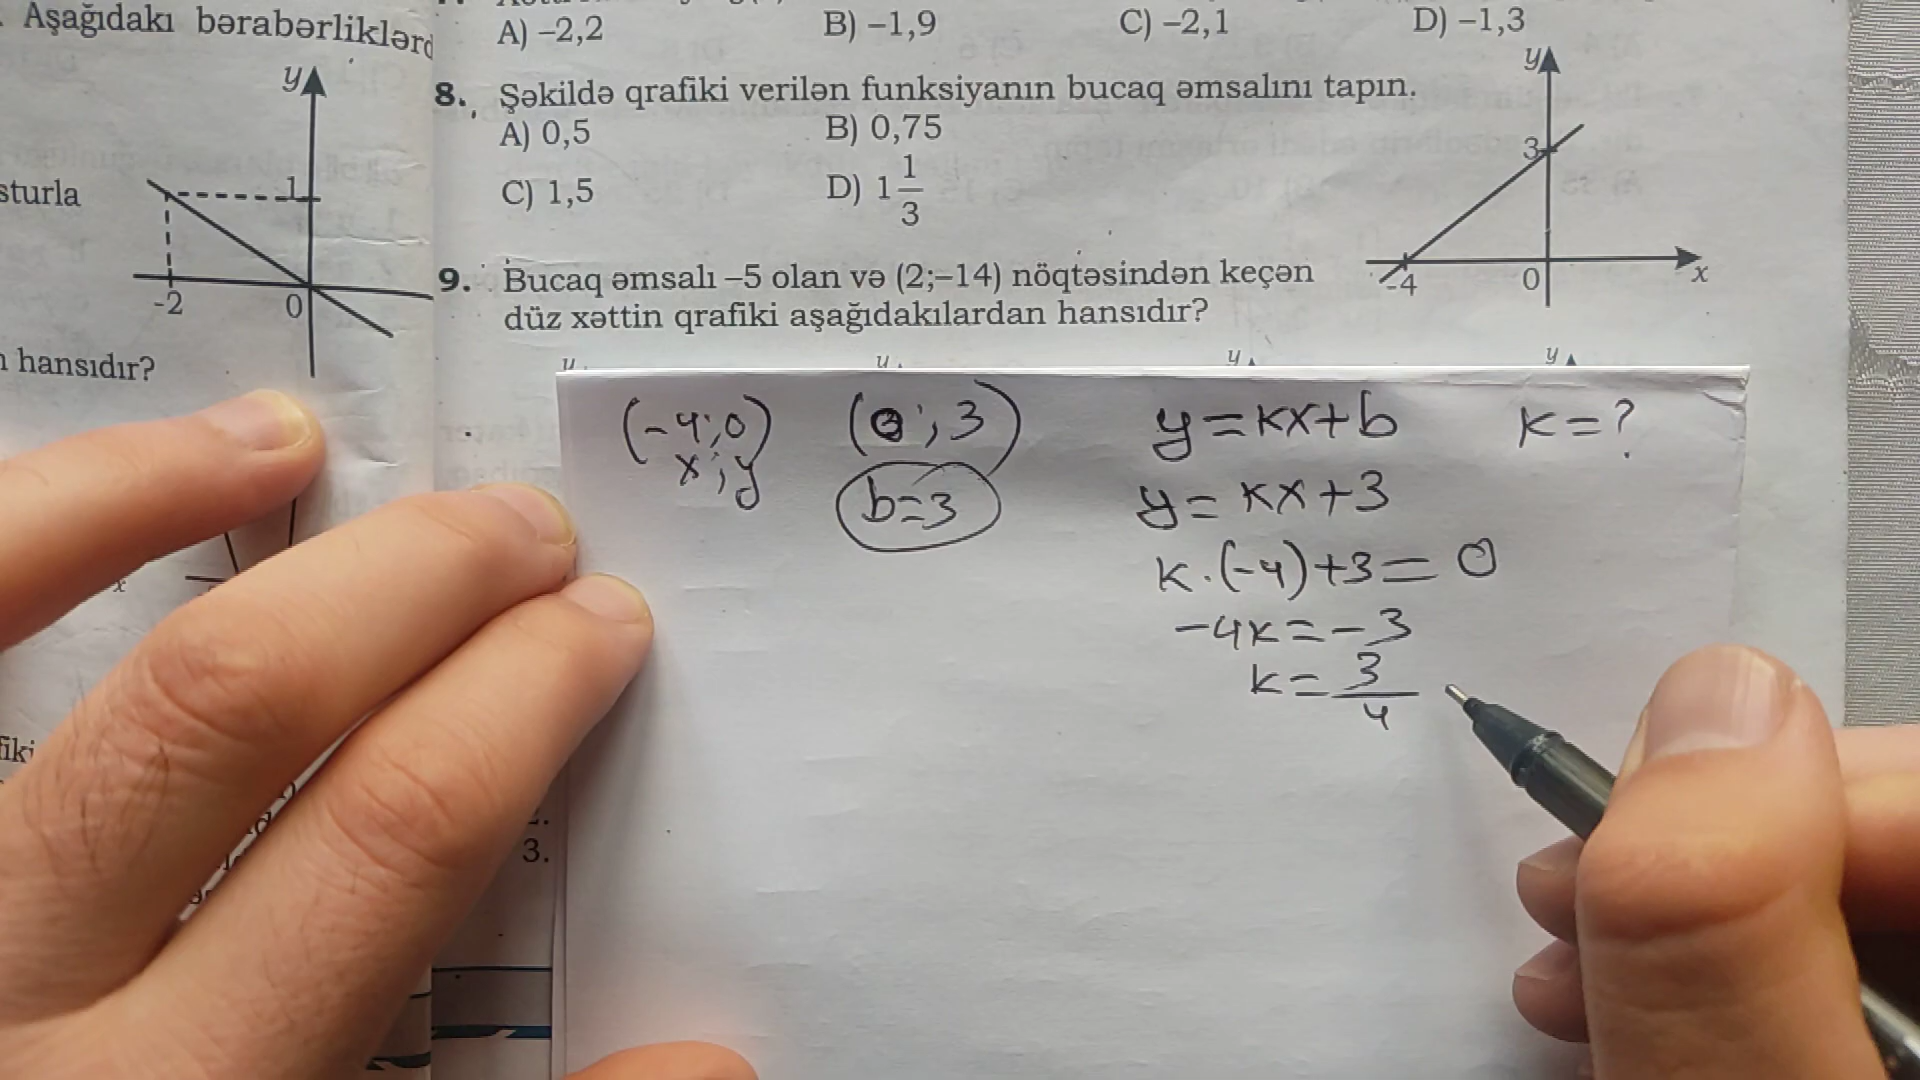 Aşağıdakı bərabərliklərd
y
1
sturla
-2
0
hansıdır?
fiki
x
3.
A) –2,2
B) –1,9
C) –2,1
D) –1,3
8. Şəkildə qrafiki verilən funksiyanın bucaq əmsalını tapın.
A) 0,5
B) 0,75
C) 1,5
D) 1 1/3
y
3
-4
0
x
9. Bucaq əmsalı –5 olan və (2;–14) nöqtəsindən keçən
düz xəttin qrafiki aşağıdakılardan hansıdır?
y
y
(-4;0)
x;y
(0;3)
b=3
y=kx+b
k=?
y=kx+3
k·(-4)+3=0
-4k=-3
k=3/4